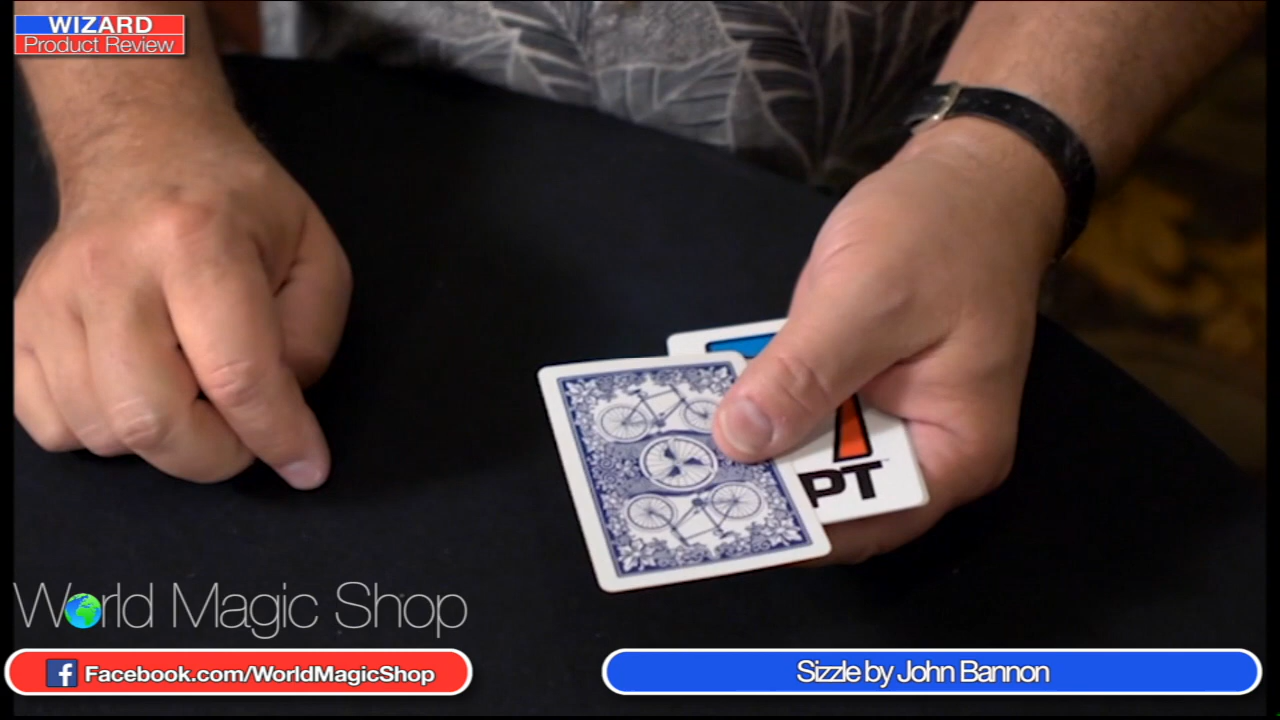 WIZARD
Product Review
PT
World Magic Shop
Facebook.com/WorldMagicShop
Sizzle by John Bannon